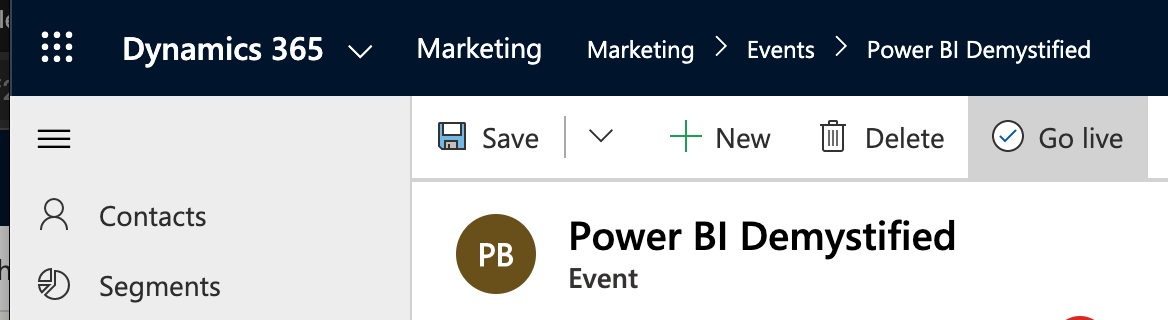 Dynamics 365 Marketing Marketing > Events > Power BI Demystified
Save New Delete Go live
Contacts
Segments
PB Power BI Demystified
Event